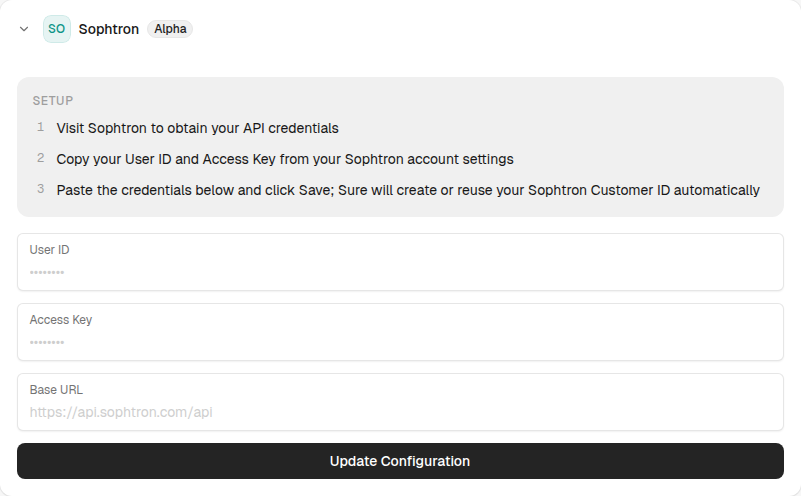 SO Sophtron Alpha
SETUP
1 Visit Sophtron to obtain your API credentials
2 Copy your User ID and Access Key from your Sophtron account settings
3 Paste the credentials below and click Save; Sure will create or reuse your Sophtron Customer ID automatically
User ID
••••••••
Access Key
••••••••
Base URL
https://api.sophtron.com/api
Update Configuration